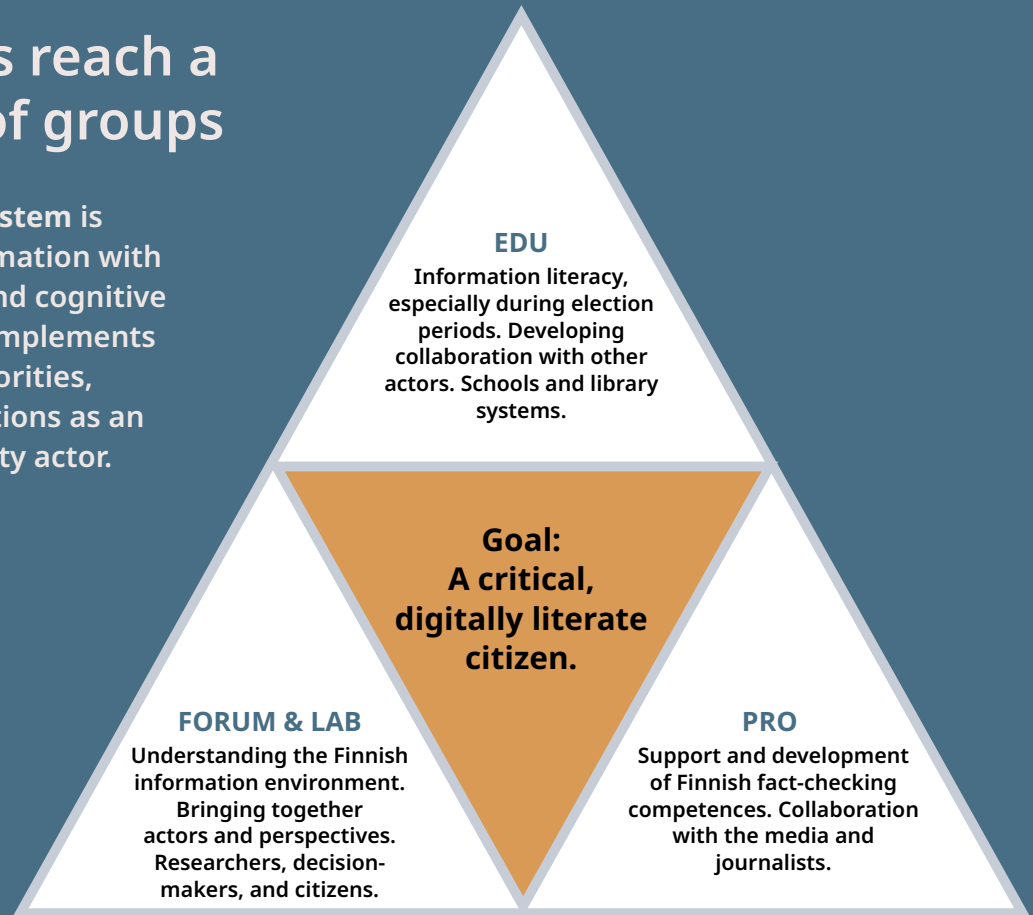 s reach a
of groups
stem is
mation with
nd cognitive
mplements
orities,
tions as an
ty actor.
EDU
Information literacy,
especially during election
periods. Developing
collaboration with other
actors. Schools and library
systems.
Goal:
A critical,
digitally literate
citizen.
FORUM & LAB
Understanding the Finnish
information environment.
Bringing together
actors and perspectives.
Researchers, decision-
makers, and citizens.
PRO
Support and development
of Finnish fact-checking
competences. Collaboration
with the media and
journalists.